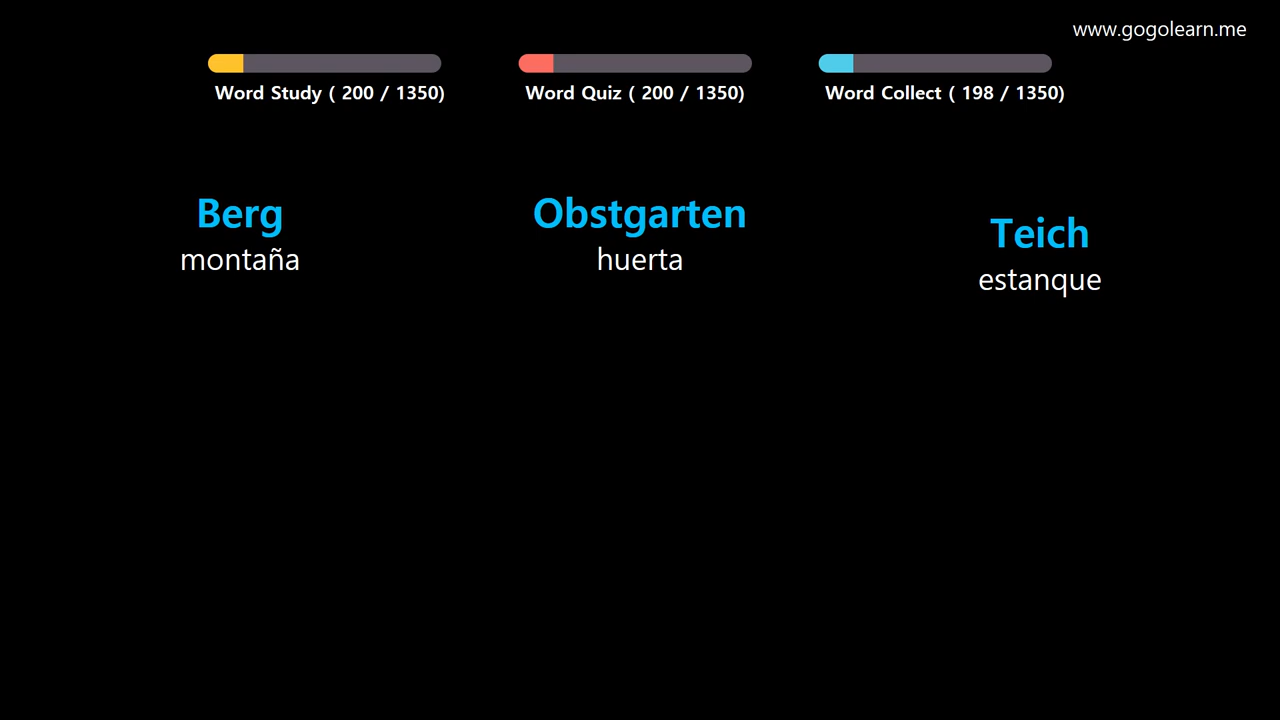 www.gogolearn.me
Word Study ( 200 / 1350)
Word Quiz ( 200 / 1350)
Word Collect ( 198 / 1350)
Berg
montaña
Obstgarten
huerta
Teich
estanque